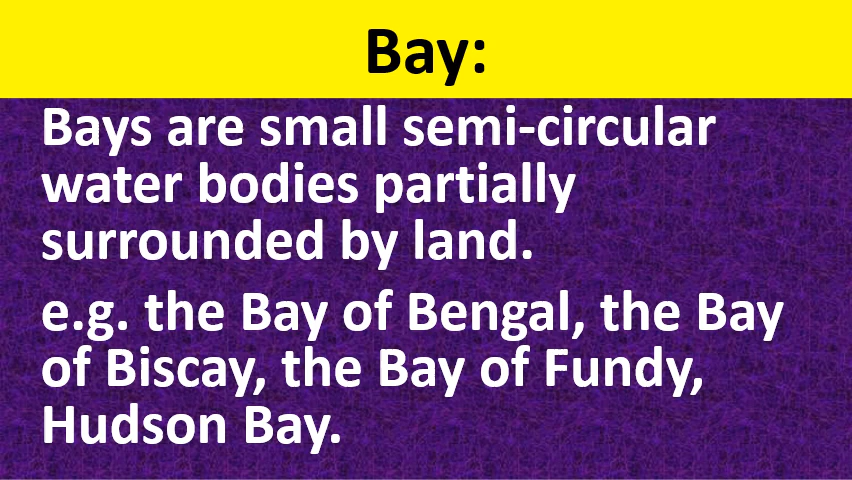 Bay:
Bays are small semi-circular
water bodies partially
surrounded by land.
e.g. the Bay of Bengal, the Bay
of Biscay, the Bay of Fundy,
Hudson Bay.